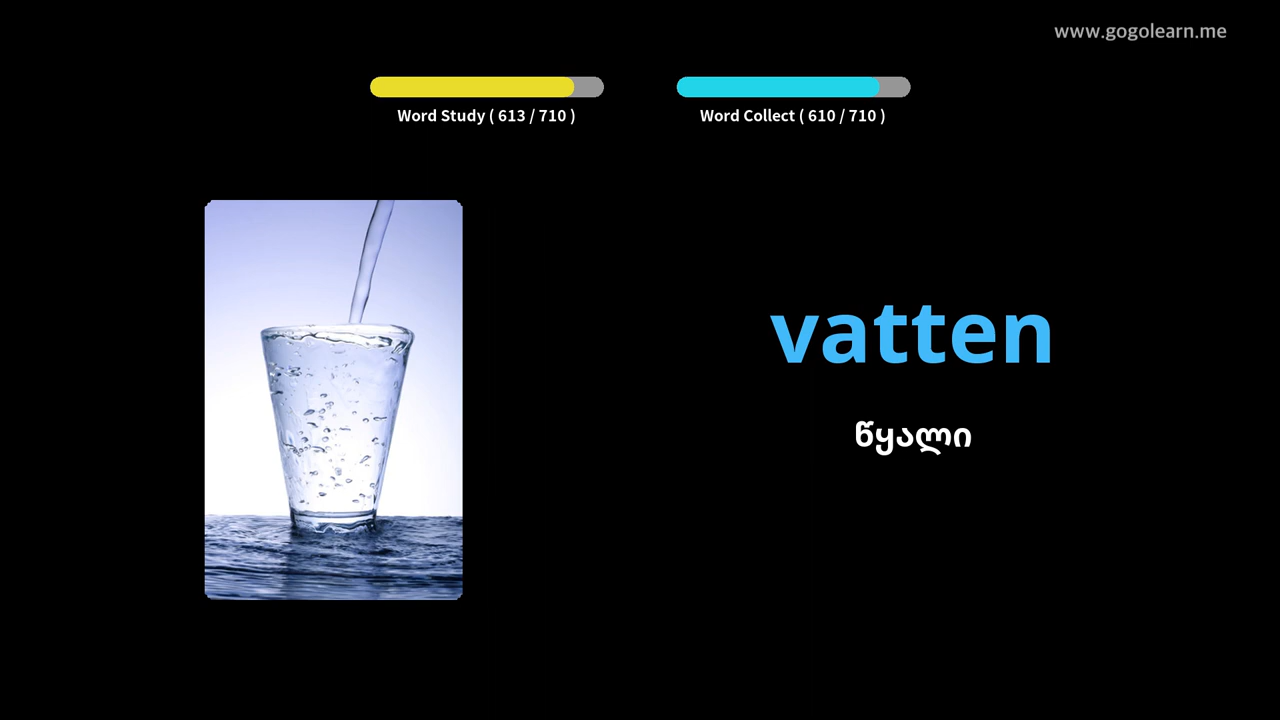 www.gogolearn.me
Word Study ( 613 / 710 )
Word Collect ( 610 / 710 )
vatten
წყალი